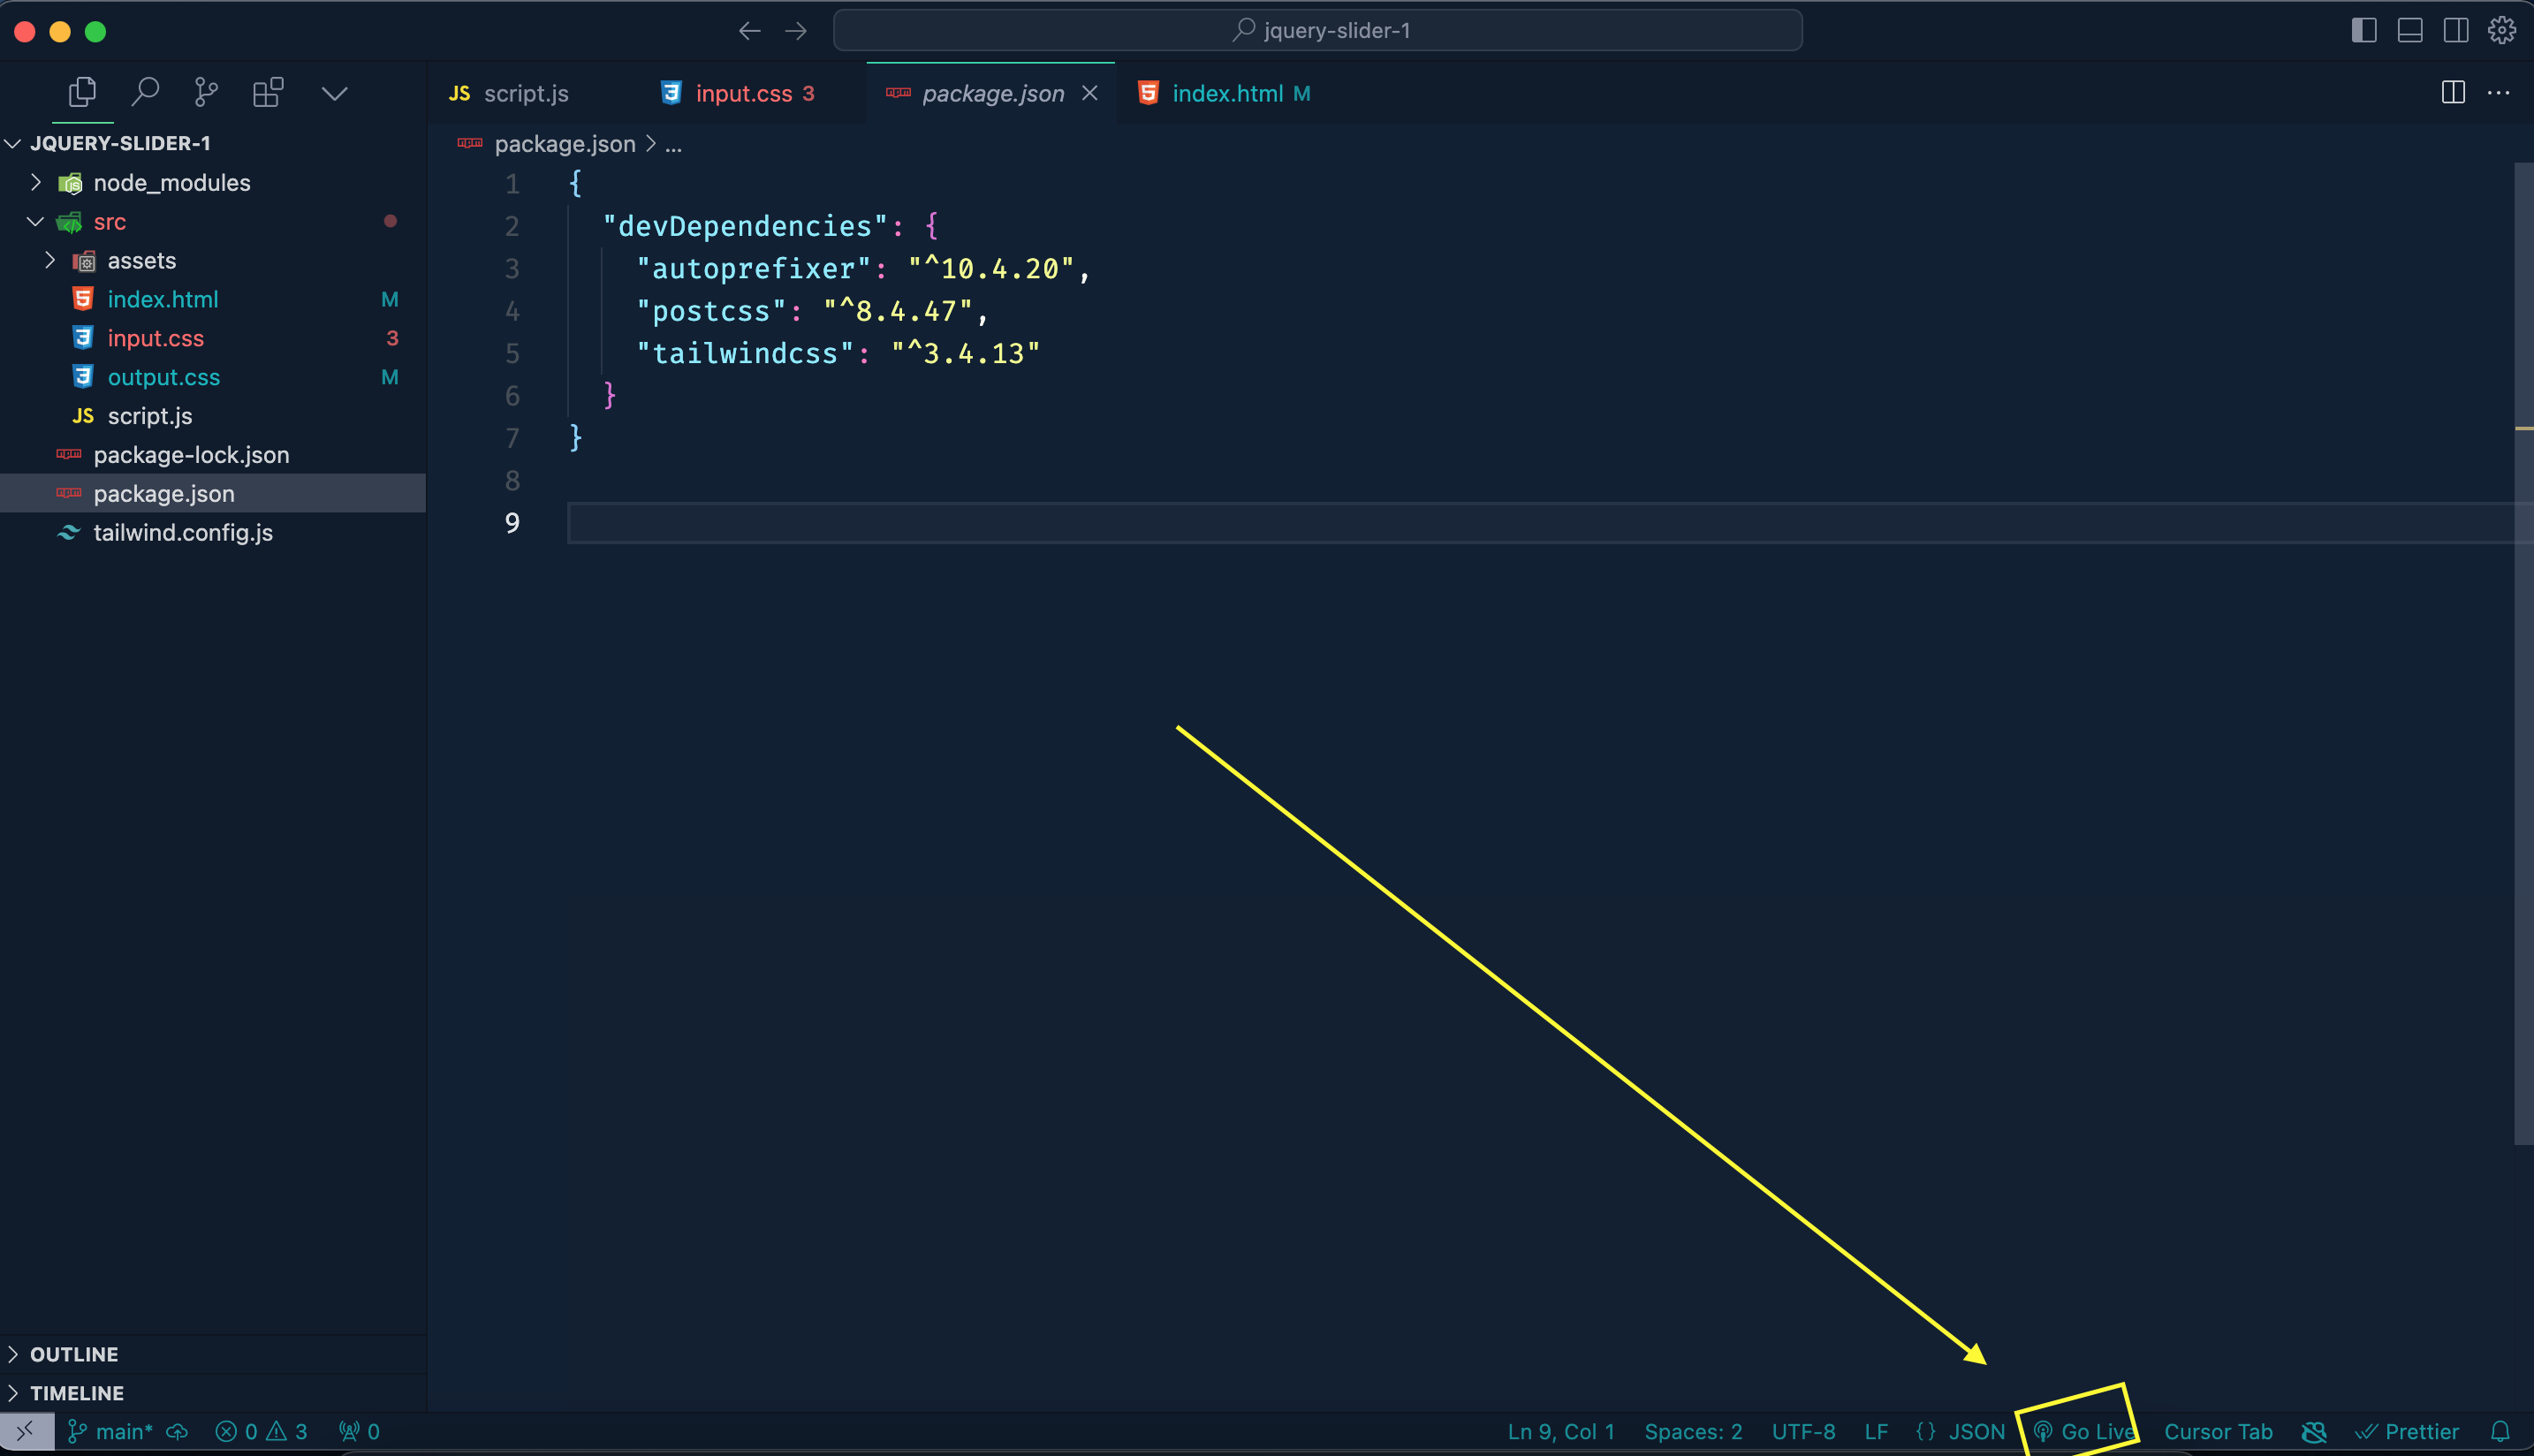 jquery-slider-1
JS script.js
input.css 3
package.json
index.html M
JQUERY-SLIDER-1
node_modules
src
assets
index.html M
input.css 3
output.css M
JS script.js
package-lock.json
package.json
tailwind.config.js
package.json > ...
1 {
2 "devDependencies": {
3 "autoprefixer": "^10.4.20",
4 "postcss": "^8.4.47",
5 "tailwindcss": "^3.4.13"
6 }
7 }
8
9
OUTLINE
TIMELINE
main* 0 3 0
Ln 9, Col 1 Spaces: 2 UTF-8 LF {} JSON Go Live Cursor Tab Prettier